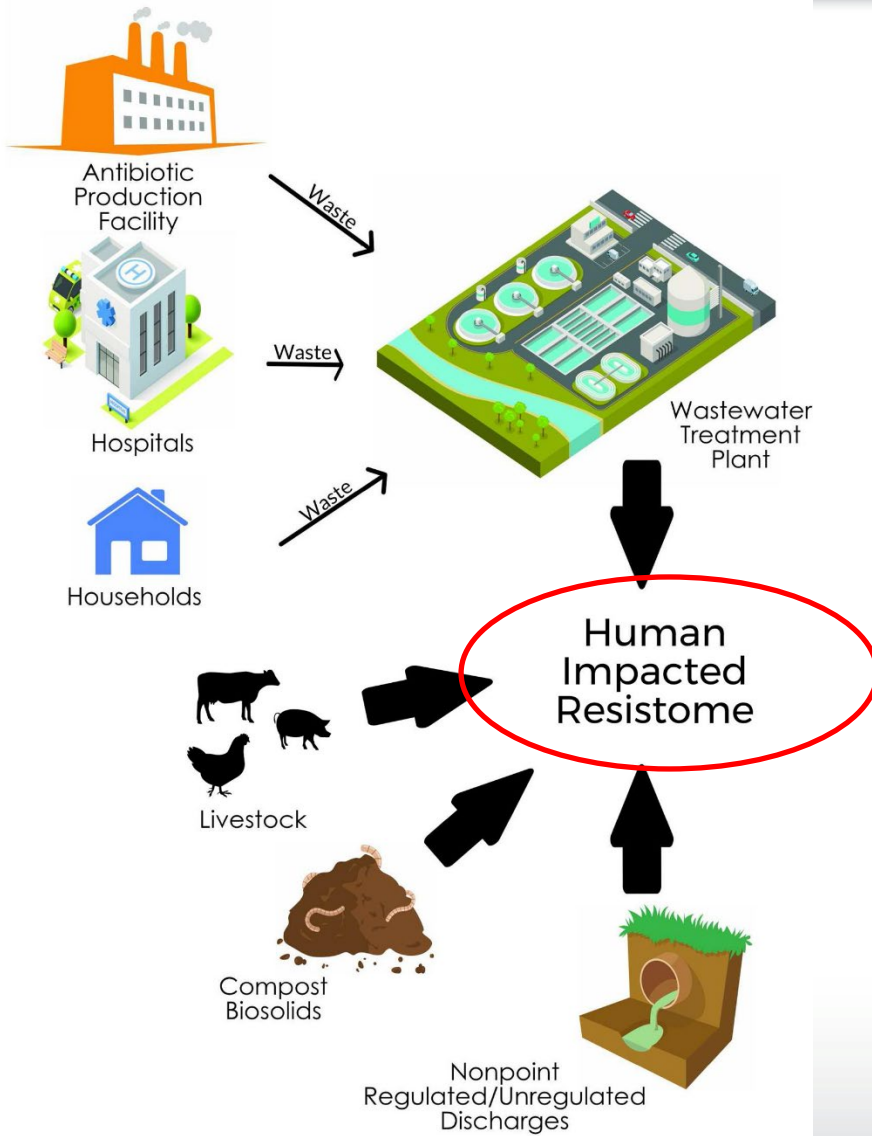 Antibiotic
Production
Facility
Waste
H
Hospitals
Waste
Wastewater
Treatment
Plant
Households
Waste
Human
Impacted
Resistome
Livestock
Compost
Biosolids
Nonpoint
Regulated/Unregulated
Discharges